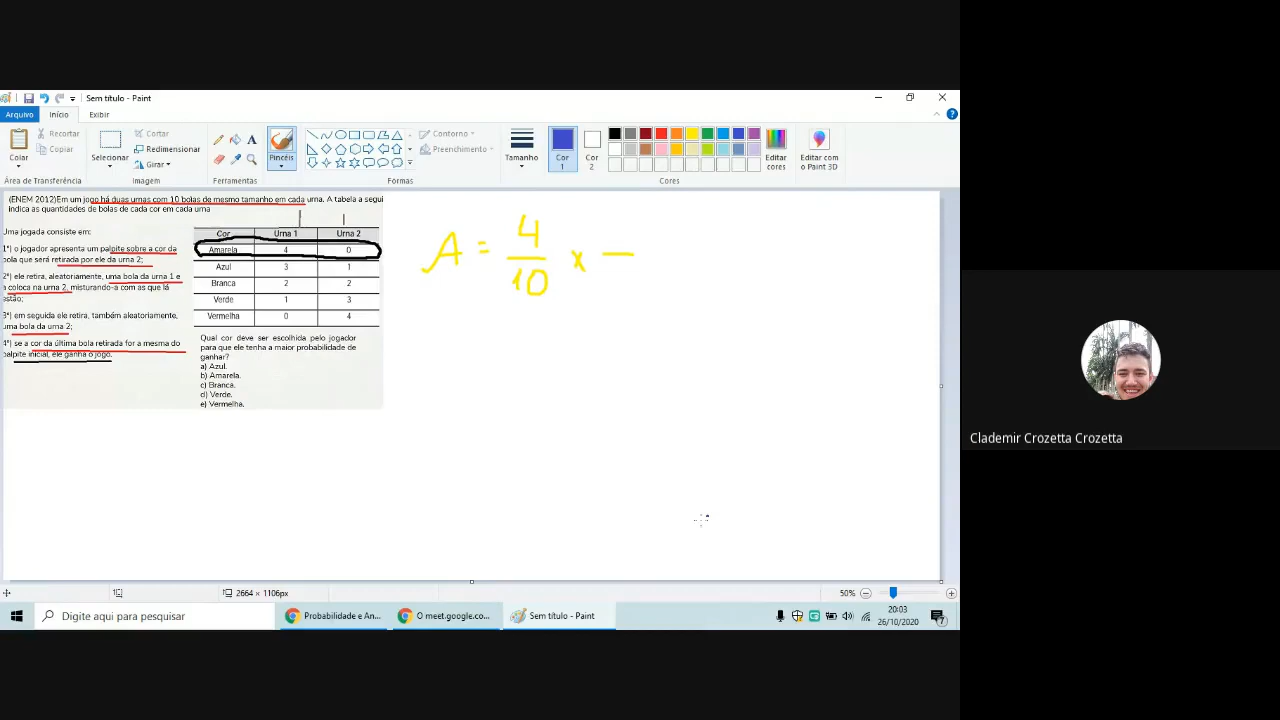 Sem título - Paint
Arquivo Início Exibir
Colar
Recortar
Copiar
Área de Transferência
Selecionar
Cortar
Redimensionar
Girar
Imagem
Ferramentas
Pincéis
Contorno
Preenchimento
Formas
Tamanho
Cor
1
Cor
2
Cores
Editar
cores
Editar com
o Paint 3D
(ENEM 2012)Em um jogo há duas urnas com 10 bolas de mesmo tamanho em cada urna. A tabela a segui
indica as quantidades de bolas de cada cor em cada urna
Uma jogada consiste em:
1º) o jogador apresenta um palpite sobre a cor da
bola que será retirada por ele da urna 2;
2º) ele retira, aleatoriamente, uma bola da urna 1 e
a coloca na urna 2, misturando-a com as que lá
estão;
3º) em seguida ele retira, também aleatoriamente,
uma bola da urna 2;
4º) se a cor da última bola retirada for a mesma do
palpite inicial, ele ganha o jogo.
Cor Urna 1 Urna 2
Amarela 4 0
Azul 3 1
Branca 2 2
Verde 1 3
Vermelha 0 4
Qual cor deve ser escolhida pelo jogador
para que ele tenha a maior probabilidade de
ganhar?
a) Azul.
b) Amarela.
c) Branca.
d) Verde.
e) Vermelha.
A = 4/10 x —
Clademir Crozetta Crozetta
2664 × 1106px
50%
Digite aqui para pesquisar
Probabilidade e An...
O meet.google.co...
Sem título - Paint
20:03
26/10/2020
7